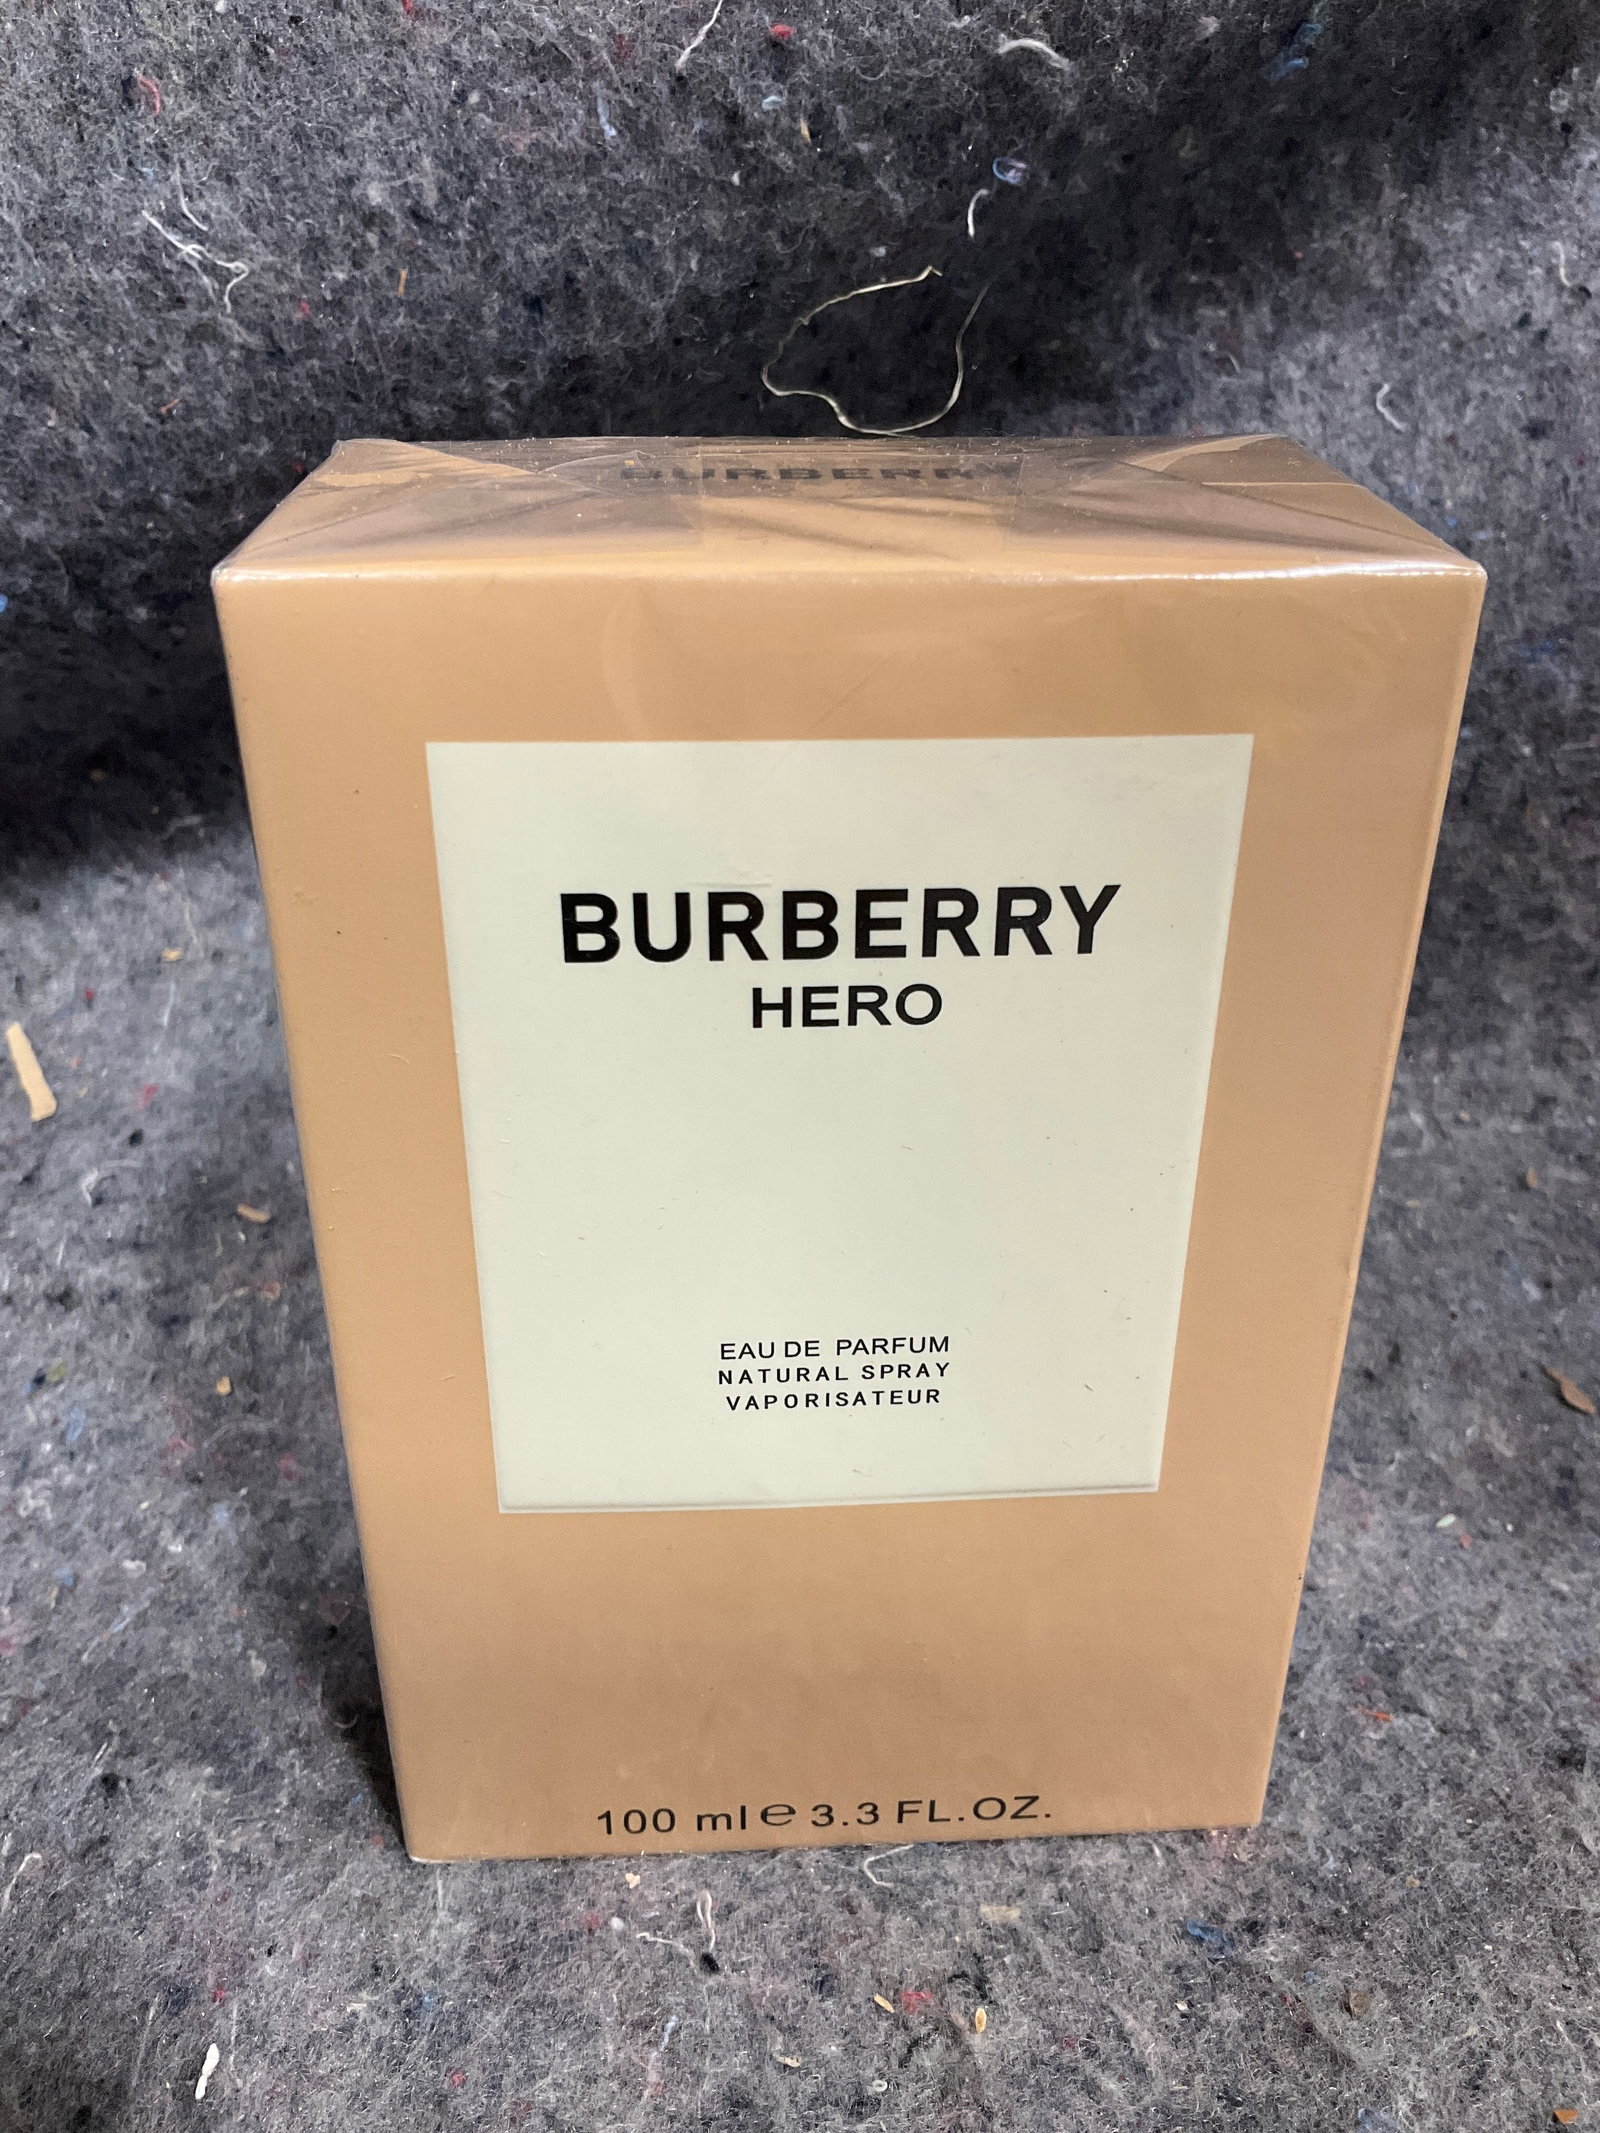 BURBERRY
BURBERRY
HERO
EAU DE PARFUM
NATURAL SPRAY
VAPORISATEUR
100 ml e 3.3 FL.OZ.